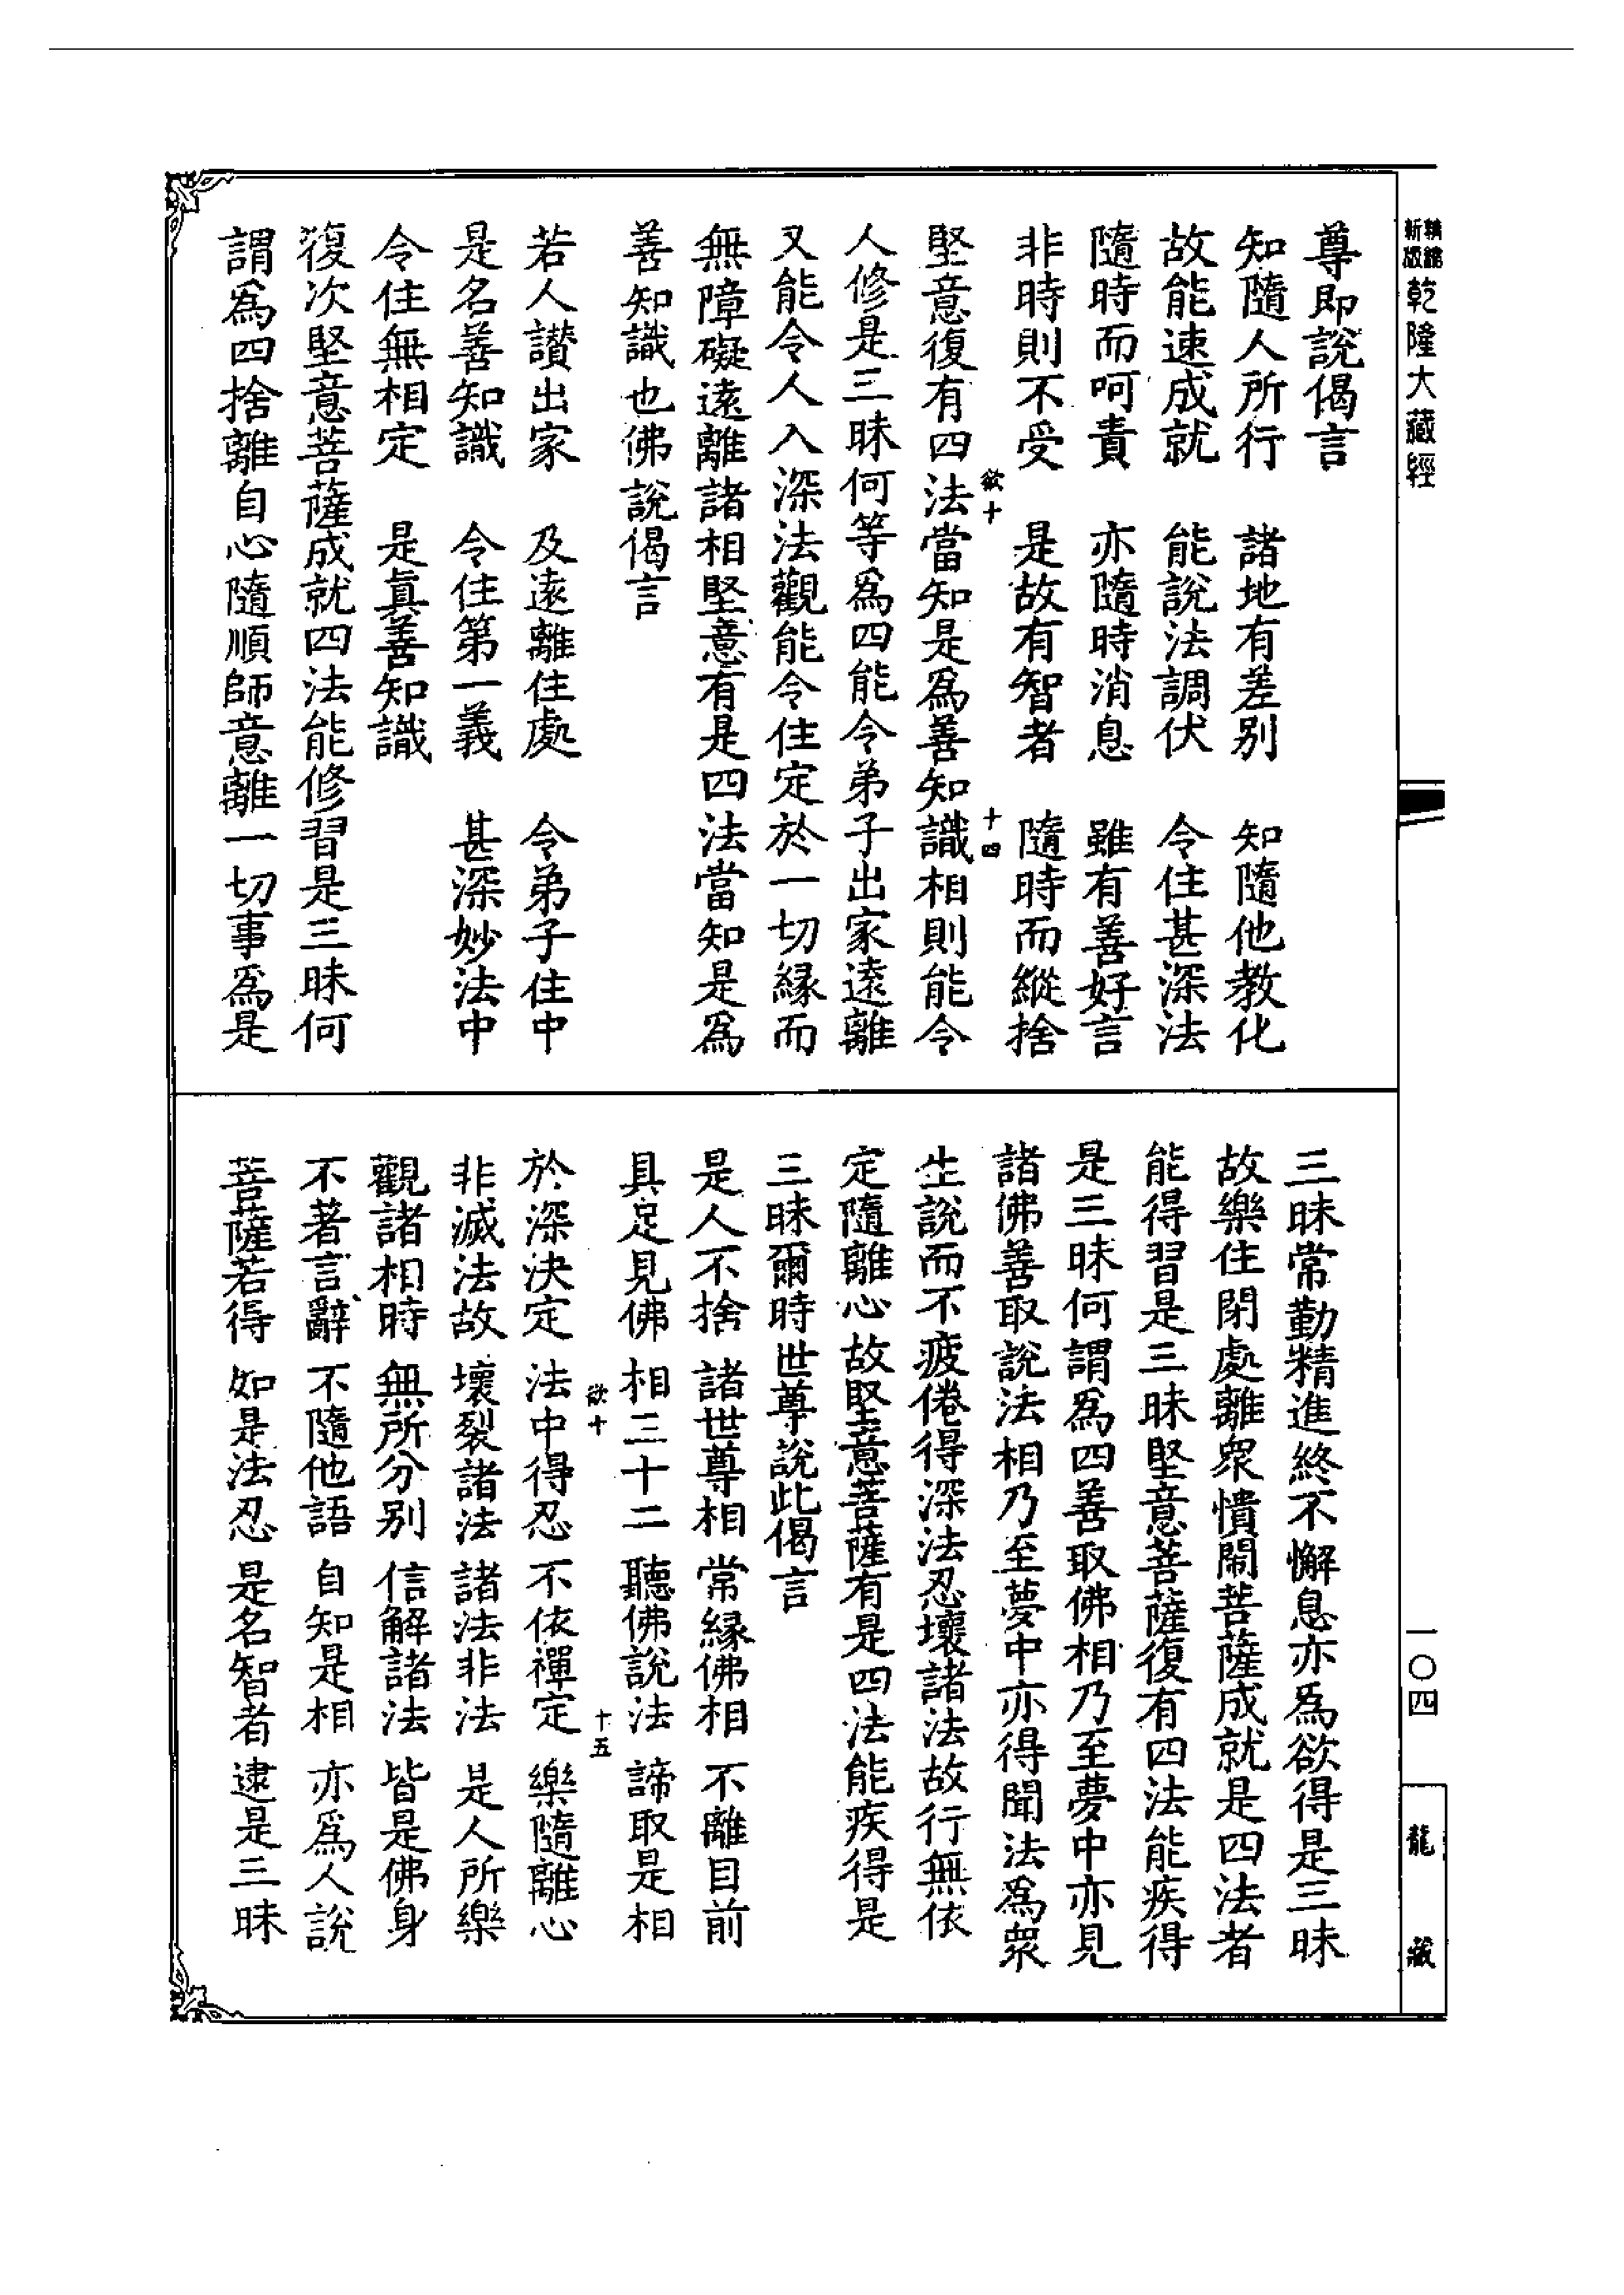 新版
乾隆大藏經
尊即說偈言
知隨人所行　諸地有差別　知隨他教化
故能速成就　能說法調伏　令住甚深法
隨時而呵責　亦隨時消息　雖有善好言
非時則不受　是故有智者　隨時而縱捨
欲十　十四
堅意復有四法當知是爲善知識相則能令
人修是三昧何等爲四能令弟子出家遠離
又能令人入深法觀能令住定於一切緣而
無障礙遠離諸相堅意有是四法當知是爲
善知識也佛說偈言
若人讃出家　及遠離住處　令弟子住中
是名善知識　令住第一義　甚深妙法中
令住無相定　是真善知識
復次堅意菩薩成就四法能修習是三昧何
謂爲四捨離自心隨順師意離一切事爲是
三昧常勤精進終不懈息亦爲欲得是三昧
故樂住閑處離衆憒閙菩薩成就是四法者
能得習是三昧堅意菩薩復有四法能疾得
是三昧何謂爲四善取佛相乃至夢中亦見
諸佛善取說法相乃至夢中亦得聞法爲衆
生說而不疲倦得深法忍壞諸法故行無依
定隨離心故堅意菩薩有是四法能疾得是
三昧爾時世尊說此偈言
是人不捨　諸世尊相　常緣佛相　不離目前
具足見佛　相三十二　聽佛說法　諦取是相
欲十　十五
於深決定　法中得忍　不依禪定　樂隨離心
非滅法故　壞裂諸法　諸法非法　是人所樂
觀諸相時　無所分別　信解諸法　皆是佛身
不著言辭　不隨他語　自知是相　亦爲人說
菩薩若得　如是法忍　是名智者　逮是三昧
一〇四
龍藏